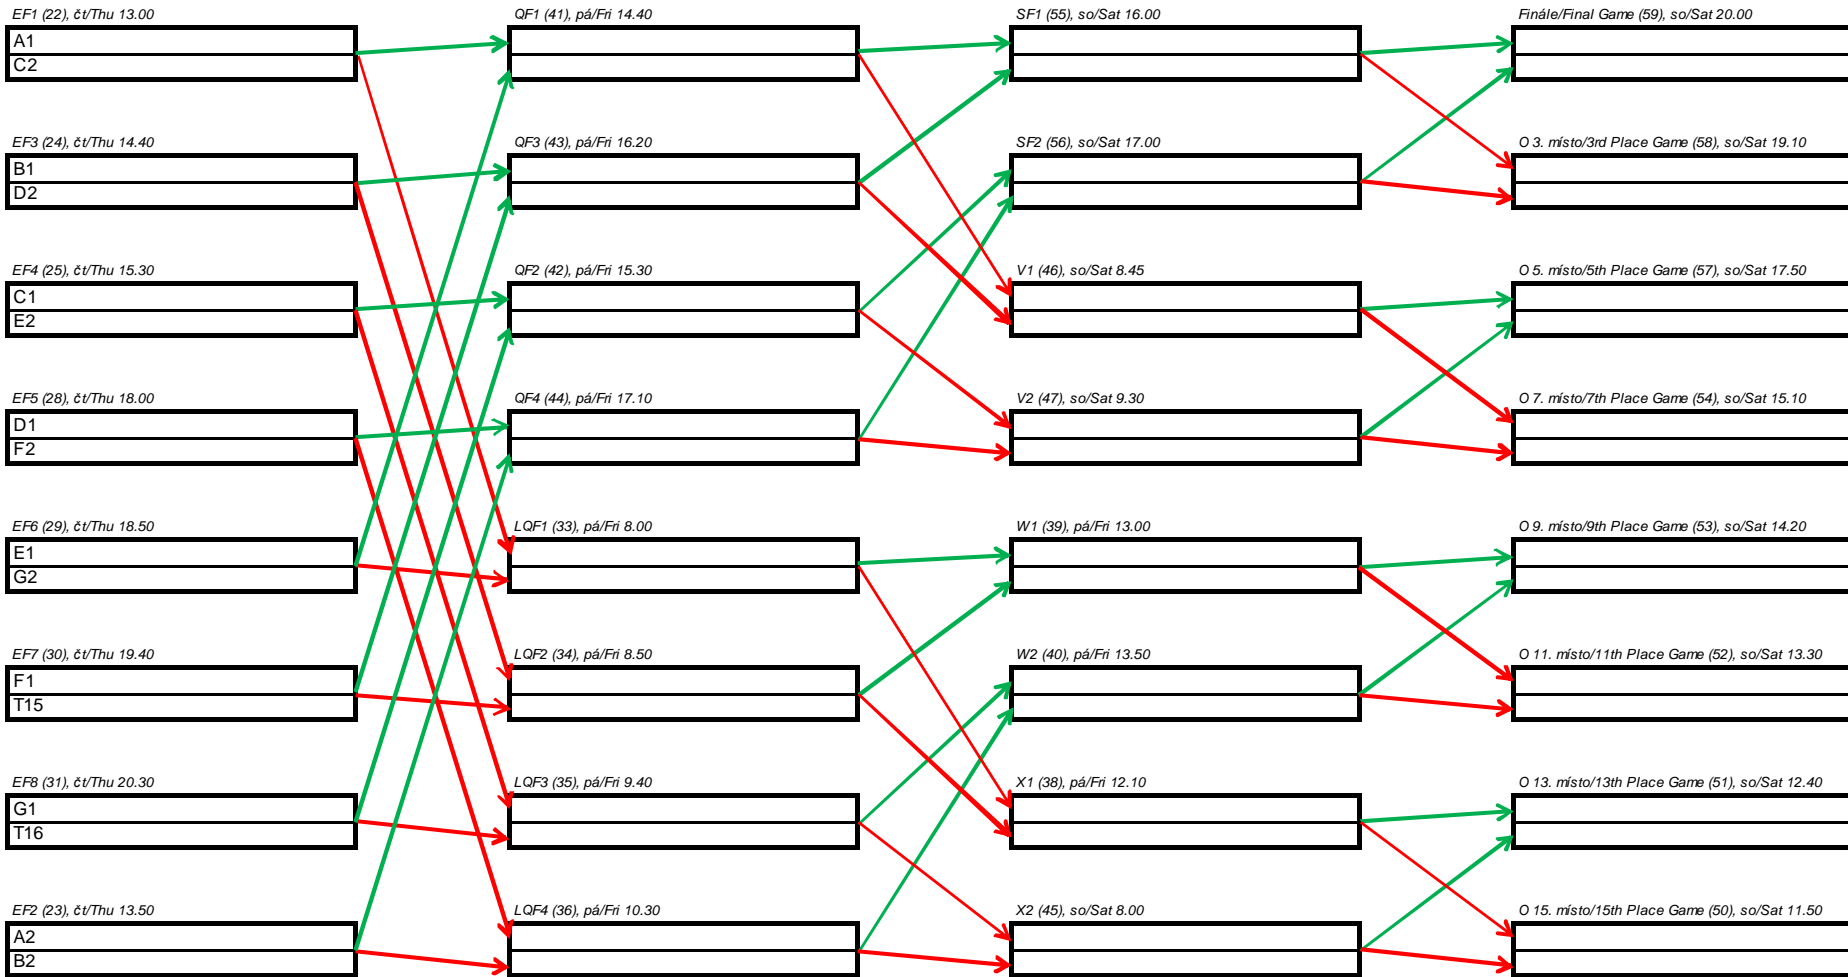 EF1 (22), čt/Thu 13.00
A1
C2
EF3 (24), čt/Thu 14.40
B1
D2
EF4 (25), čt/Thu 15.30
C1
E2
EF5 (28), čt/Thu 18.00
D1
F2
EF6 (29), čt/Thu 18.50
E1
G2
EF7 (30), čt/Thu 19.40
F1
T15
EF8 (31), čt/Thu 20.30
G1
T16
EF2 (23), čt/Thu 13.50
A2
B2
QF1 (41), pá/Fri 14.40
QF3 (43), pá/Fri 16.20
QF2 (42), pá/Fri 15.30
QF4 (44), pá/Fri 17.10
LQF1 (33), pá/Fri 8.00
LQF2 (34), pá/Fri 8.50
LQF3 (35), pá/Fri 9.40
LQF4 (36), pá/Fri 10.30
SF1 (55), so/Sat 16.00
SF2 (56), so/Sat 17.00
V1 (46), so/Sat 8.45
V2 (47), so/Sat 9.30
W1 (39), pá/Fri 13.00
W2 (40), pá/Fri 13.50
X1 (38), pá/Fri 12.10
X2 (45), so/Sat 8.00
Finále/Final Game (59), so/Sat 20.00
O 3. místo/3rd Place Game (58), so/Sat 19.10
O 5. místo/5th Place Game (57), so/Sat 17.50
O 7. místo/7th Place Game (54), so/Sat 15.10
O 9. místo/9th Place Game (53), so/Sat 14.20
O 11. místo/11th Place Game (52), so/Sat 13.30
O 13. místo/13th Place Game (51), so/Sat 12.40
O 15. místo/15th Place Game (50), so/Sat 11.50